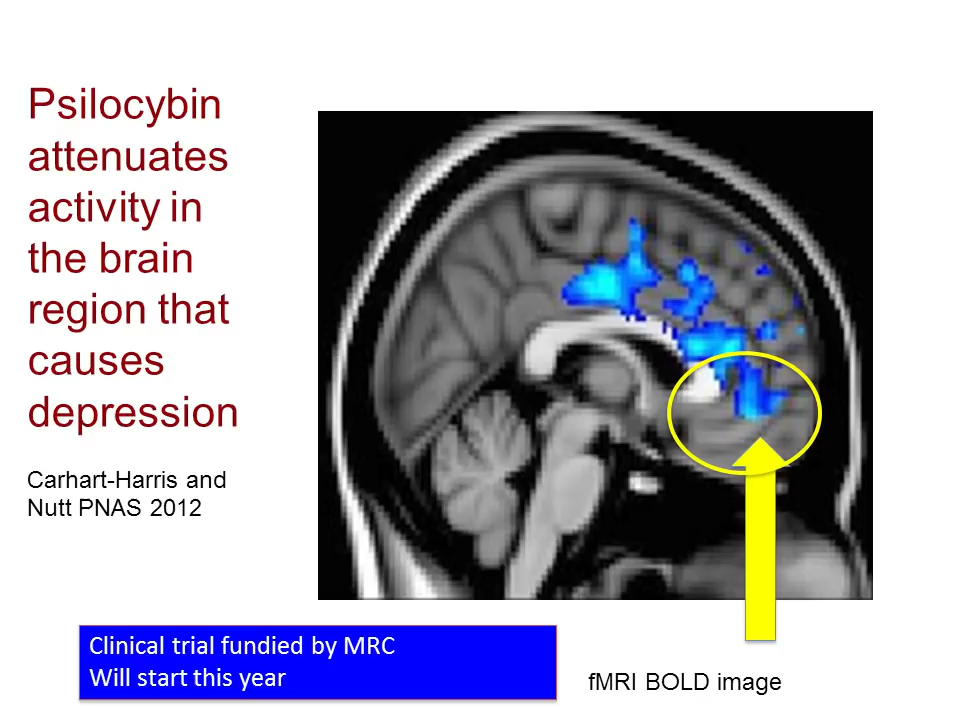 Psilocybin
attenuates
activity in
the brain
region that
causes
depression
Carhart-Harris and
Nutt PNAS 2012
Clinical trial fundied by MRC
Will start this year
fMRI BOLD image